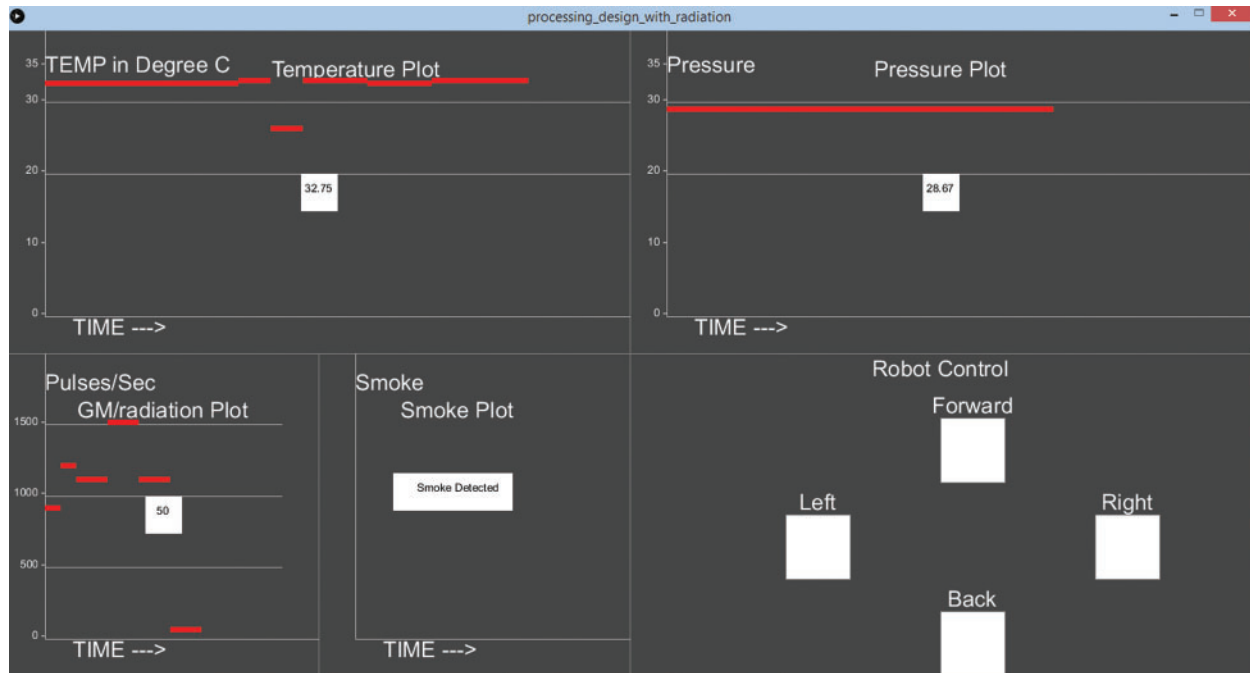 processing_design_with_radiation
35
TEMP in Degree C
Temperature Plot
30
20
32.75
10
0
TIME --->
35
Pressure
Pressure Plot
30
20
28.67
10
0
TIME --->
Pulses/Sec
GM/radiation Plot
1500
1000
50
500
0
TIME --->
Smoke
Smoke Plot
Smoke Detected
TIME --->
Robot Control
Forward
Left
Right
Back